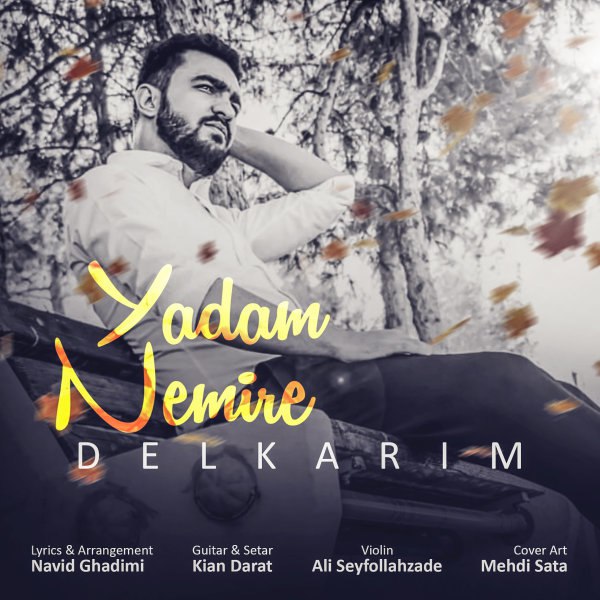 Yadam
Nemire
DELKARIM
Lyrics & Arrangement
Navid Ghadimi
Guitar & Setar
Kian Darat
Violin
Ali Seyfollahzade
Cover Art
Mehdi Sata